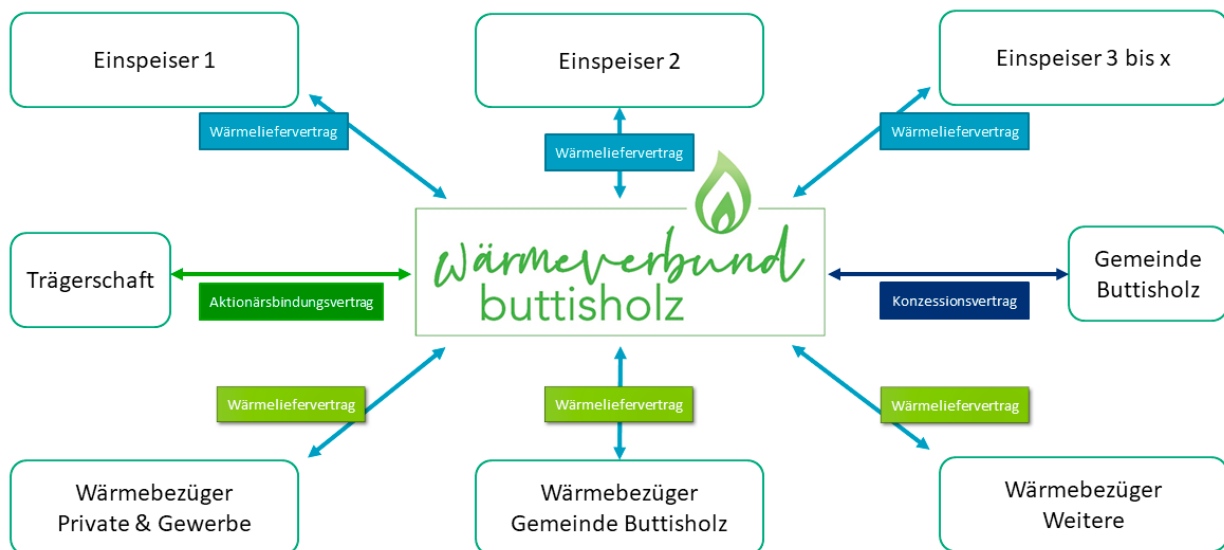 Einspeiser 1
Einspeiser 2
Einspeiser 3 bis x
Wärmeliefervertrag
Wärmeliefervertrag
Wärmeliefervertrag
Trägerschaft
Aktionärsbindungsvertrag
wärmeverbund
buttisholz
Konzessionsvertrag
Gemeinde
Buttisholz
Wärmeliefervertrag
Wärmeliefervertrag
Wärmeliefervertrag
Wärmebezüger
Private & Gewerbe
Wärmebezüger
Gemeinde Buttisholz
Wärmebezüger
Weitere